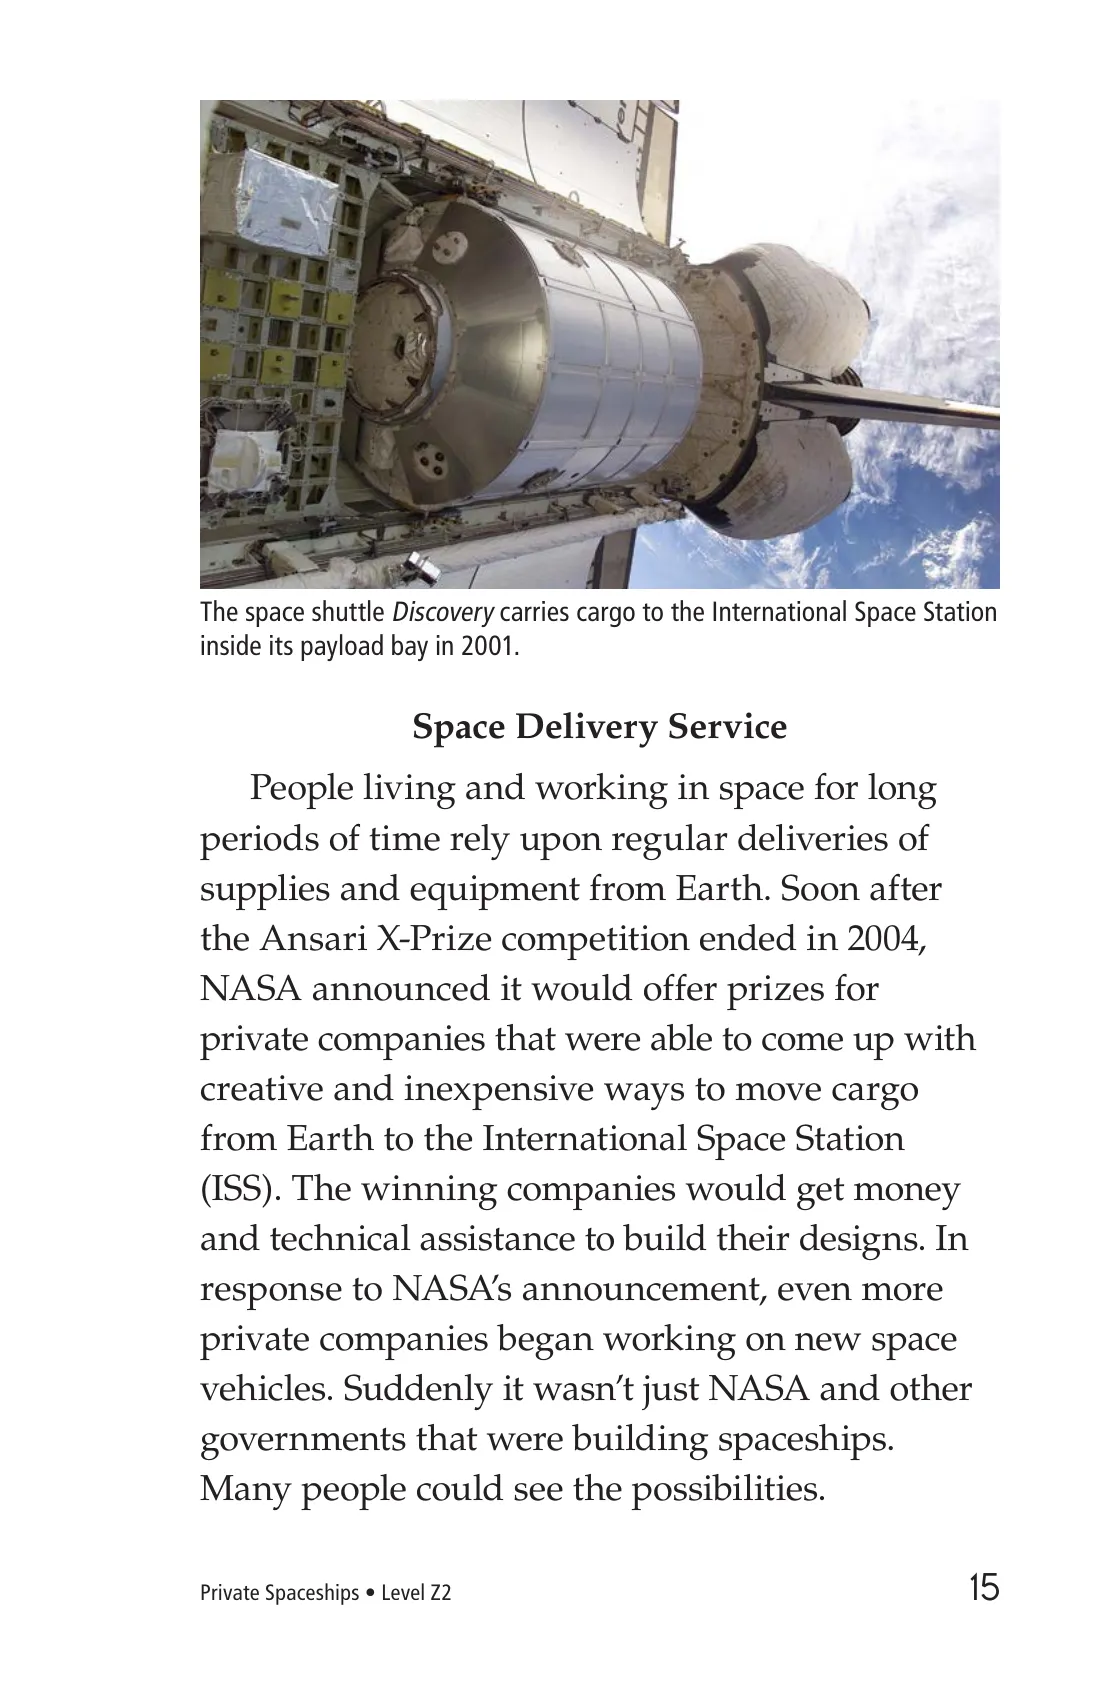 The space shuttle Discovery carries cargo to the International Space Station
inside its payload bay in 2001.
Space Delivery Service
People living and working in space for long
periods of time rely upon regular deliveries of
supplies and equipment from Earth. Soon after
the Ansari X-Prize competition ended in 2004,
NASA announced it would offer prizes for
private companies that were able to come up with
creative and inexpensive ways to move cargo
from Earth to the International Space Station
(ISS). The winning companies would get money
and technical assistance to build their designs. In
response to NASA’s announcement, even more
private companies began working on new space
vehicles. Suddenly it wasn’t just NASA and other
governments that were building spaceships.
Many people could see the possibilities.
Private Spaceships • Level Z2
15